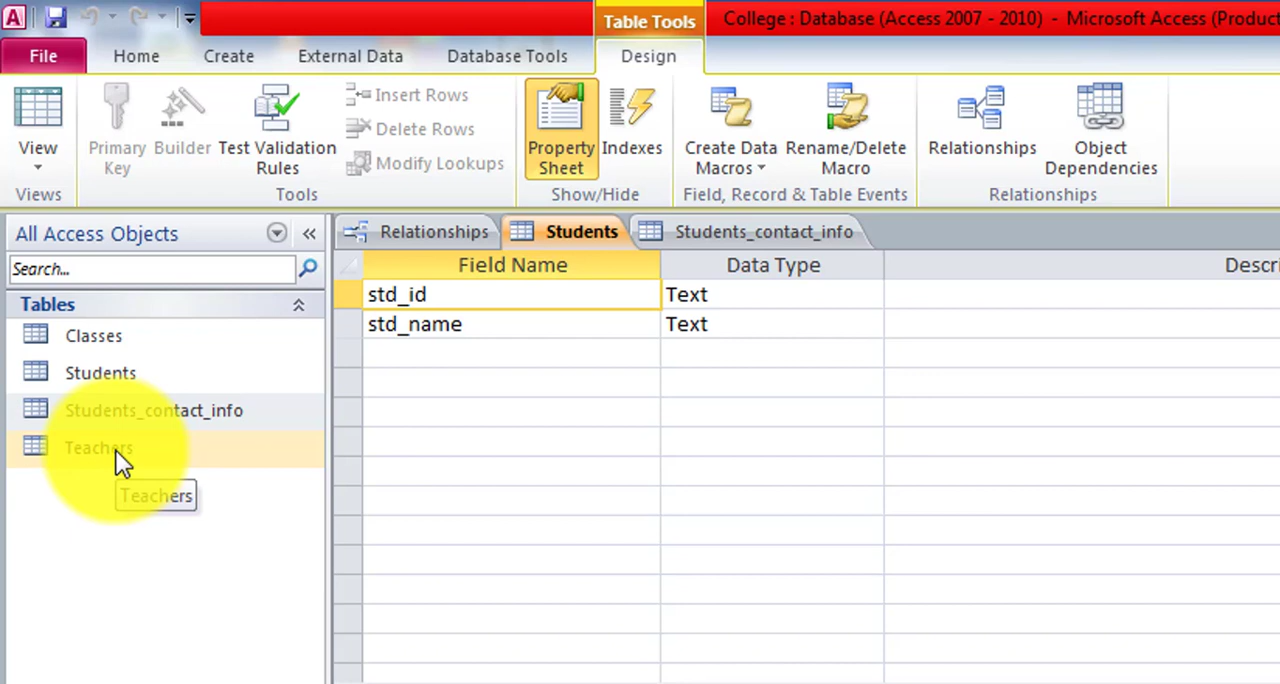 Table Tools
College : Database (Access 2007 - 2010) - Microsoft Access (Produc
File
Home
Create
External Data
Database Tools
Design
View
Views
Primary Key
Builder
Test Validation Rules
Insert Rows
Delete Rows
Modify Lookups
Tools
Property Sheet
Indexes
Show/Hide
Create Data Macros
Rename/Delete Macro
Field, Record & Table Events
Relationships
Object Dependencies
Relationships
All Access Objects
Search...
Tables
Classes
Students
Students_contact_info
Teachers
Teachers
Relationships
Students
Students_contact_info
Field Name
Data Type
Descri
std_id
Text
std_name
Text